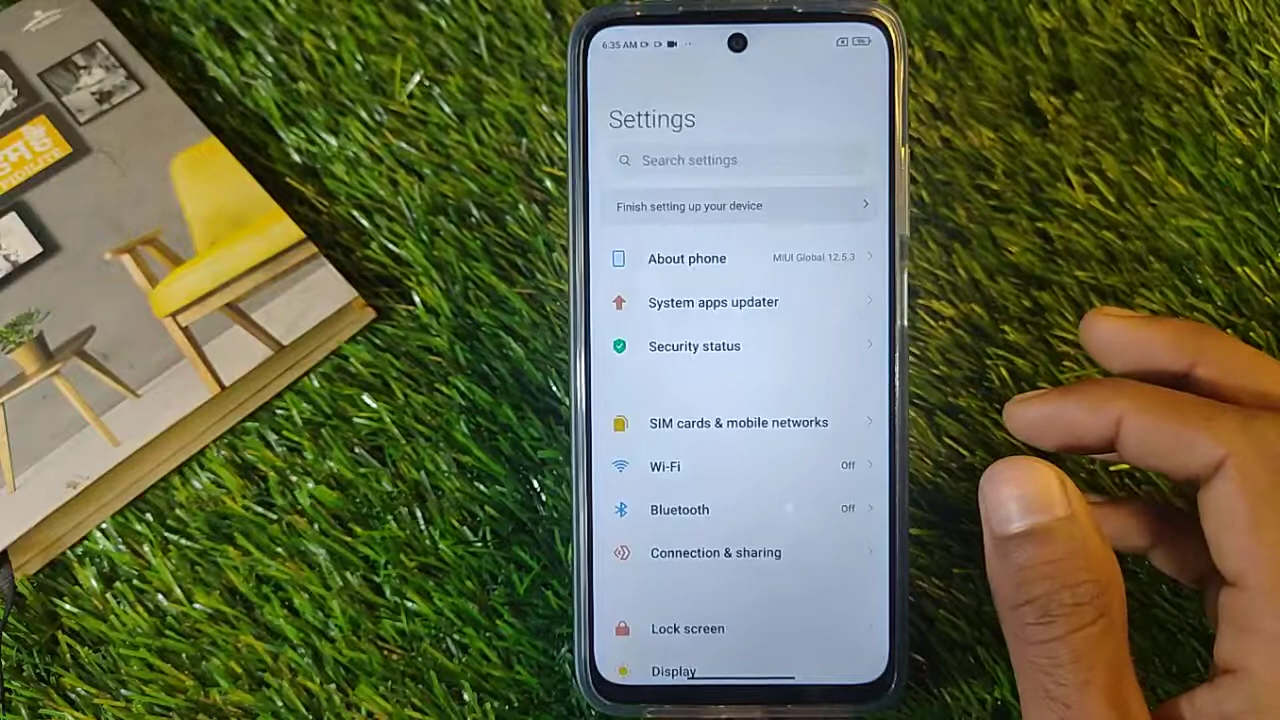 6:35 AM
96
Settings
Search settings
Finish setting up your device
About phone MIUI Global 12.5.3
System apps updater
Security status
SIM cards & mobile networks
Wi-Fi Off
Bluetooth Off
Connection & sharing
Lock screen
Display